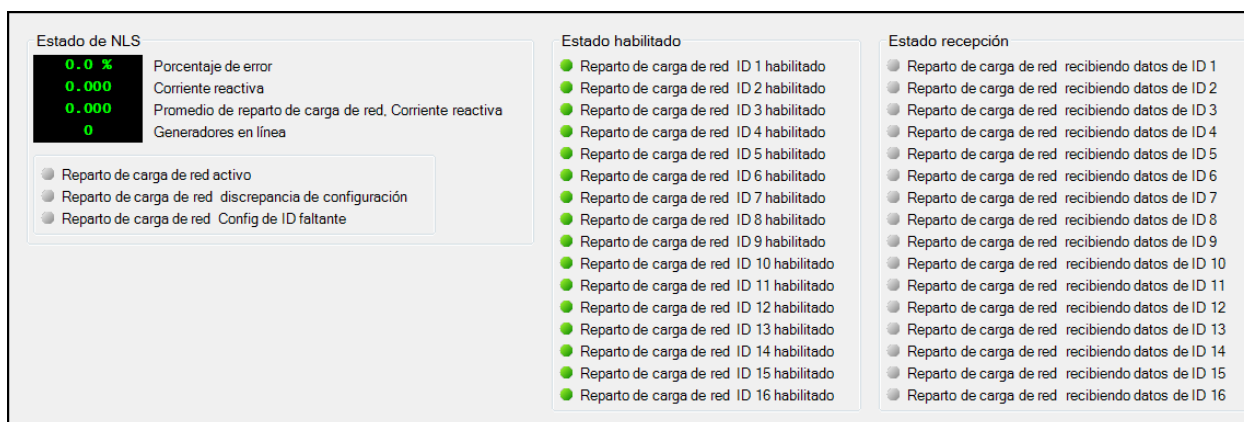 Estado de NLS
0.0 % Porcentaje de error
0.000 Corriente reactiva
0.000 Promedio de reparto de carga de red, Corriente reactiva
0 Generadores en línea
Reparto de carga de red activo
Reparto de carga de red discrepancia de configuración
Reparto de carga de red Config de ID faltante
Estado habilitado
Reparto de carga de red ID 1 habilitado
Reparto de carga de red ID 2 habilitado
Reparto de carga de red ID 3 habilitado
Reparto de carga de red ID 4 habilitado
Reparto de carga de red ID 5 habilitado
Reparto de carga de red ID 6 habilitado
Reparto de carga de red ID 7 habilitado
Reparto de carga de red ID 8 habilitado
Reparto de carga de red ID 9 habilitado
Reparto de carga de red ID 10 habilitado
Reparto de carga de red ID 11 habilitado
Reparto de carga de red ID 12 habilitado
Reparto de carga de red ID 13 habilitado
Reparto de carga de red ID 14 habilitado
Reparto de carga de red ID 15 habilitado
Reparto de carga de red ID 16 habilitado
Estado recepción
Reparto de carga de red recibiendo datos de ID 1
Reparto de carga de red recibiendo datos de ID 2
Reparto de carga de red recibiendo datos de ID 3
Reparto de carga de red recibiendo datos de ID 4
Reparto de carga de red recibiendo datos de ID 5
Reparto de carga de red recibiendo datos de ID 6
Reparto de carga de red recibiendo datos de ID 7
Reparto de carga de red recibiendo datos de ID 8
Reparto de carga de red recibiendo datos de ID 9
Reparto de carga de red recibiendo datos de ID 10
Reparto de carga de red recibiendo datos de ID 11
Reparto de carga de red recibiendo datos de ID 12
Reparto de carga de red recibiendo datos de ID 13
Reparto de carga de red recibiendo datos de ID 14
Reparto de carga de red recibiendo datos de ID 15
Reparto de carga de red recibiendo datos de ID 16